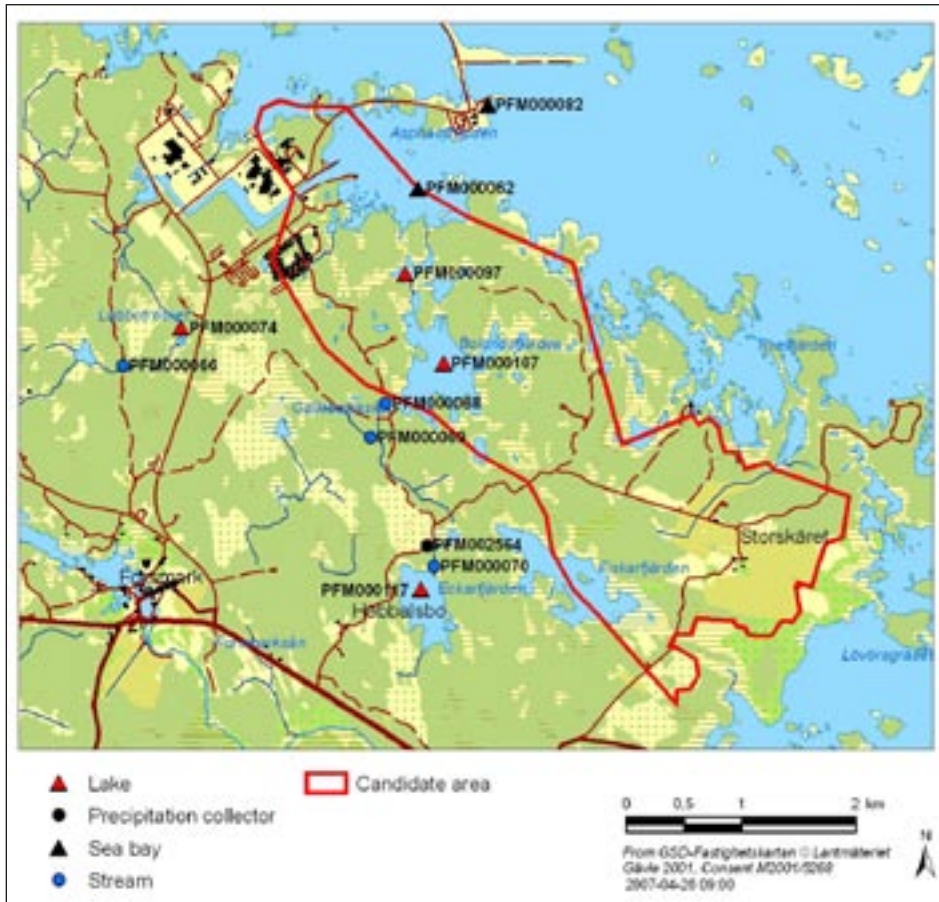 PFM000082
PFM000062
PFM000097
PFM000074
PFM000107
PFM000066
PFM000068
PFM000069
Storskäret
PFM002564
PFM000070
PFM000117
Eckarfjärden
Fiskarfjärden
Forsmark
Habbalsbo
Lake
Candidate area
Precipitation collector
Sea bay
Stream
0 0,5 1 2 km
N
From GSD-Fastighetskartan © Lantmäteriet
Gävle 2001, Consent M2001/5268
2007-04-26 09:00